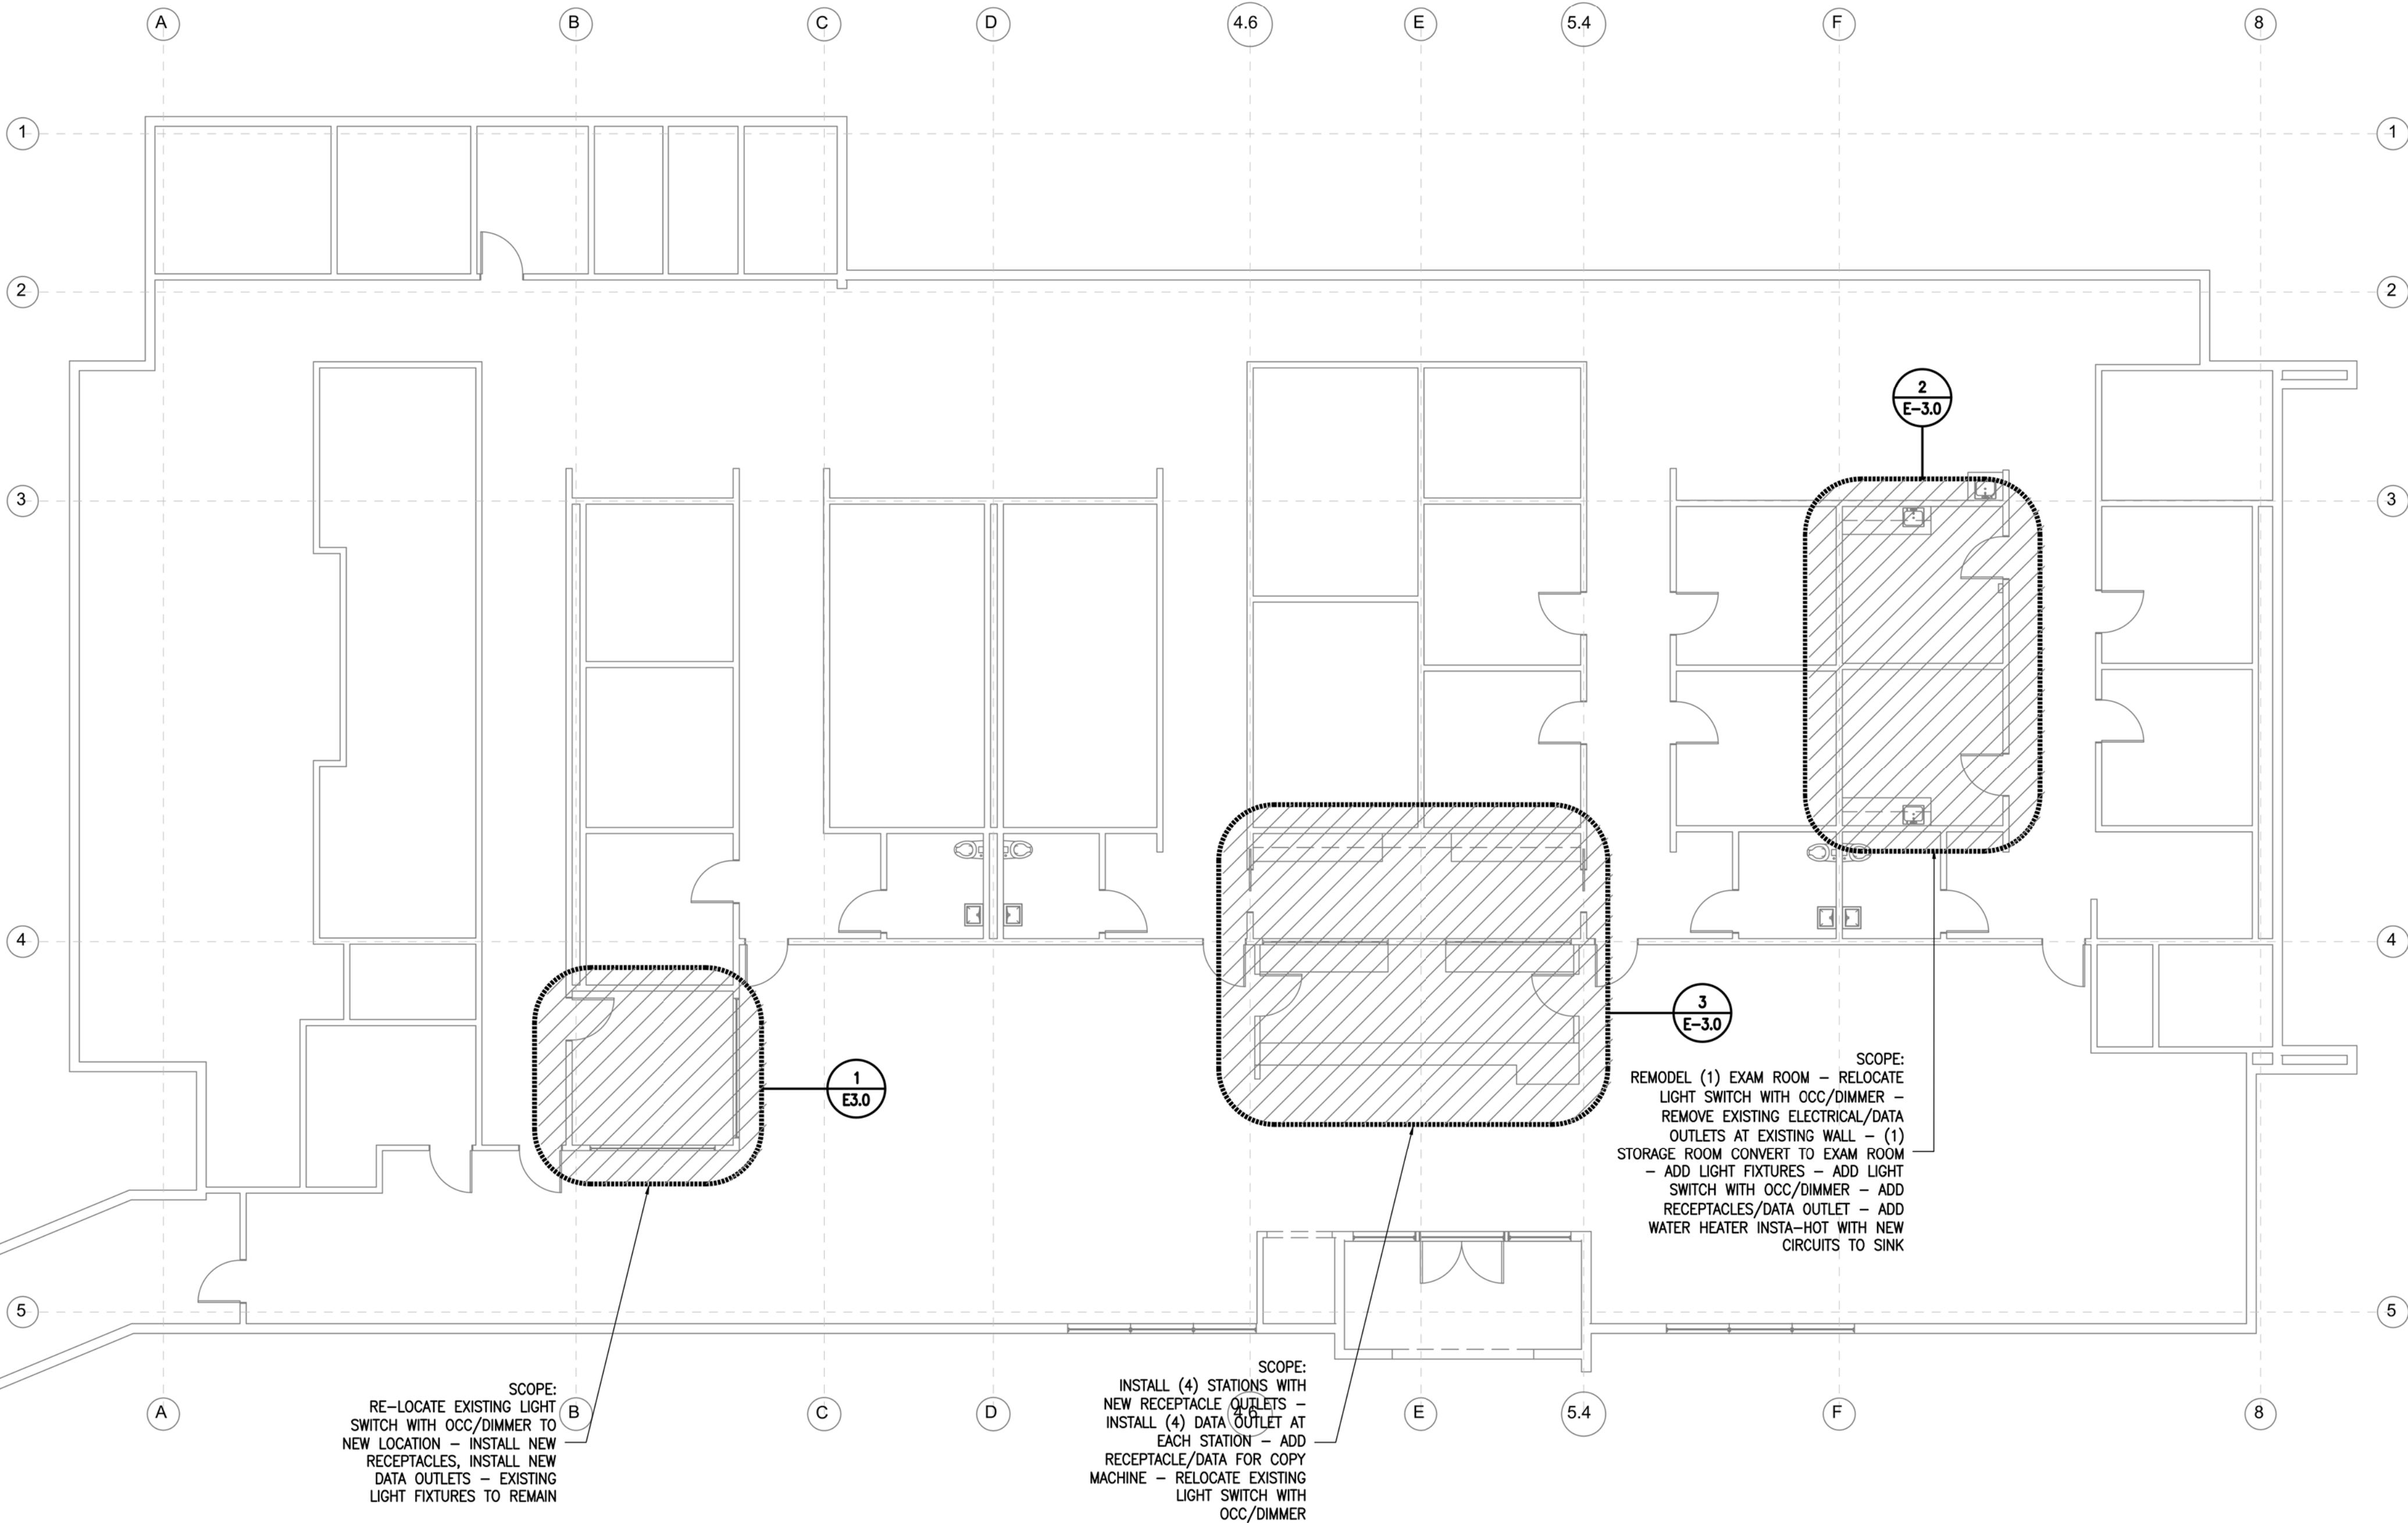 A
B
C
D
4.6
E
5.4
F
8
1
1
2
2
2
E-3.0
3
3
4
4
3
E-3.0
1
E3.0
SCOPE:
REMODEL (1) EXAM ROOM - RELOCATE
LIGHT SWITCH WITH OCC/DIMMER -
REMOVE EXISTING ELECTRICAL/DATA
OUTLETS AT EXISTING WALL - (1)
STORAGE ROOM CONVERT TO EXAM ROOM
- ADD LIGHT FIXTURES - ADD LIGHT
SWITCH WITH OCC/DIMMER - ADD
RECEPTACLES/DATA OUTLET - ADD
WATER HEATER INSTA-HOT WITH NEW
CIRCUITS TO SINK
5
5
SCOPE:
RE-LOCATE EXISTING LIGHT
SWITCH WITH OCC/DIMMER TO
NEW LOCATION - INSTALL NEW
RECEPTACLES, INSTALL NEW
DATA OUTLETS - EXISTING
LIGHT FIXTURES TO REMAIN
SCOPE:
INSTALL (4) STATIONS WITH
NEW RECEPTACLE OUTLETS -
INSTALL (4) DATA OUTLET AT
EACH STATION - ADD
RECEPTACLE/DATA FOR COPY
MACHINE - RELOCATE EXISTING
LIGHT SWITCH WITH
OCC/DIMMER
A
B
C
D
4.6
E
5.4
F
8